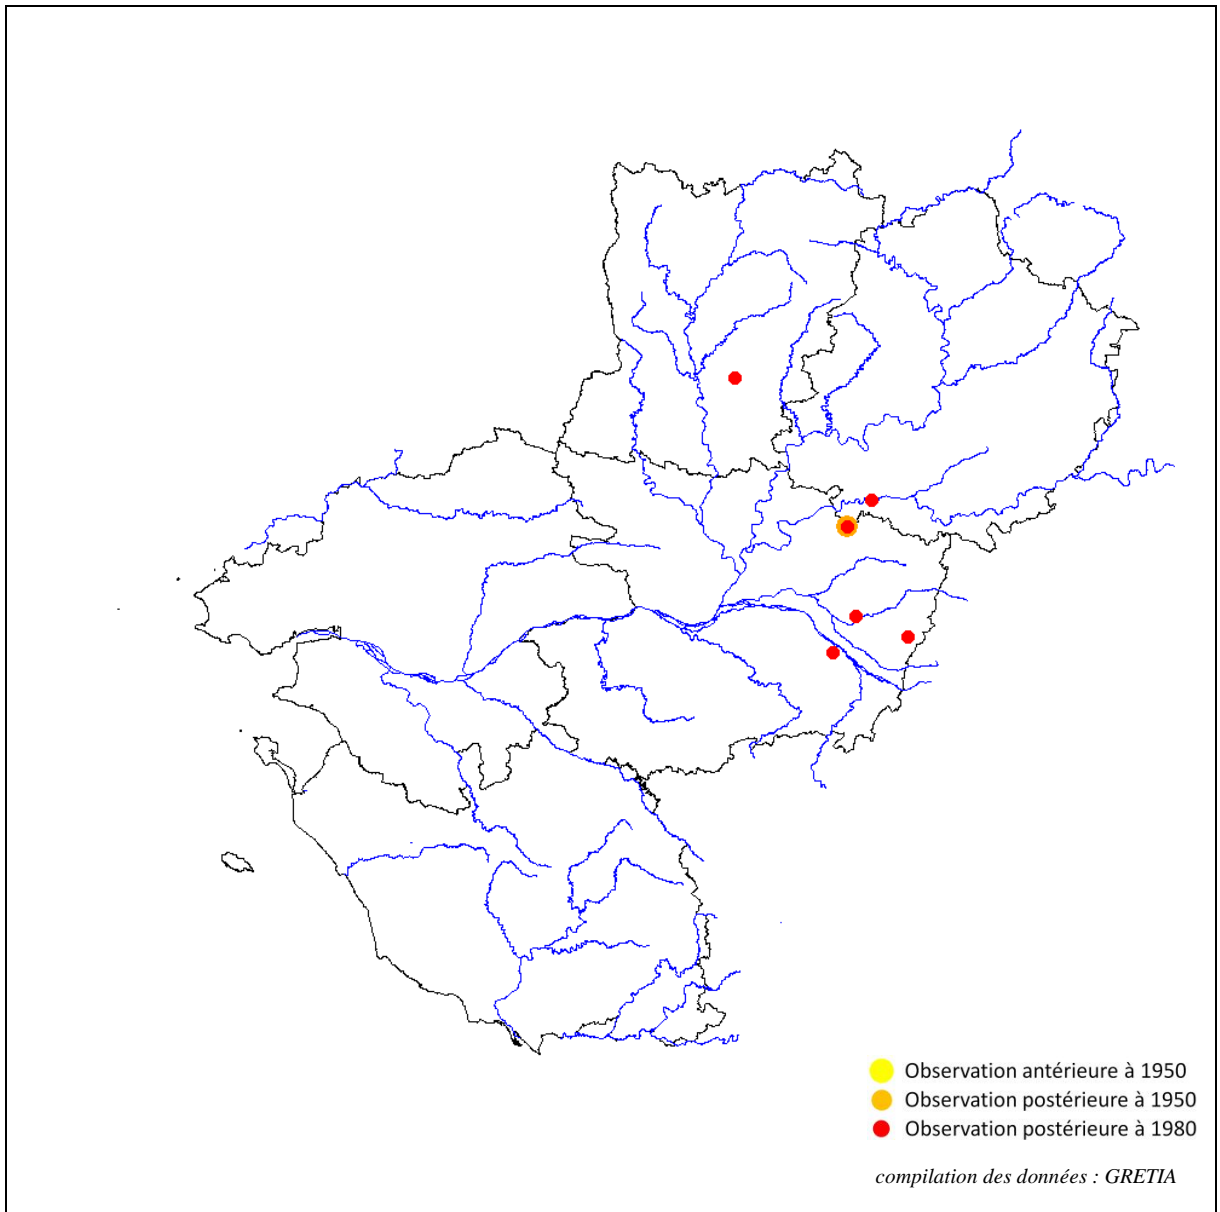 Observation antérieure à 1950
Observation postérieure à 1950
Observation postérieure à 1980
compilation des données : GRETIA